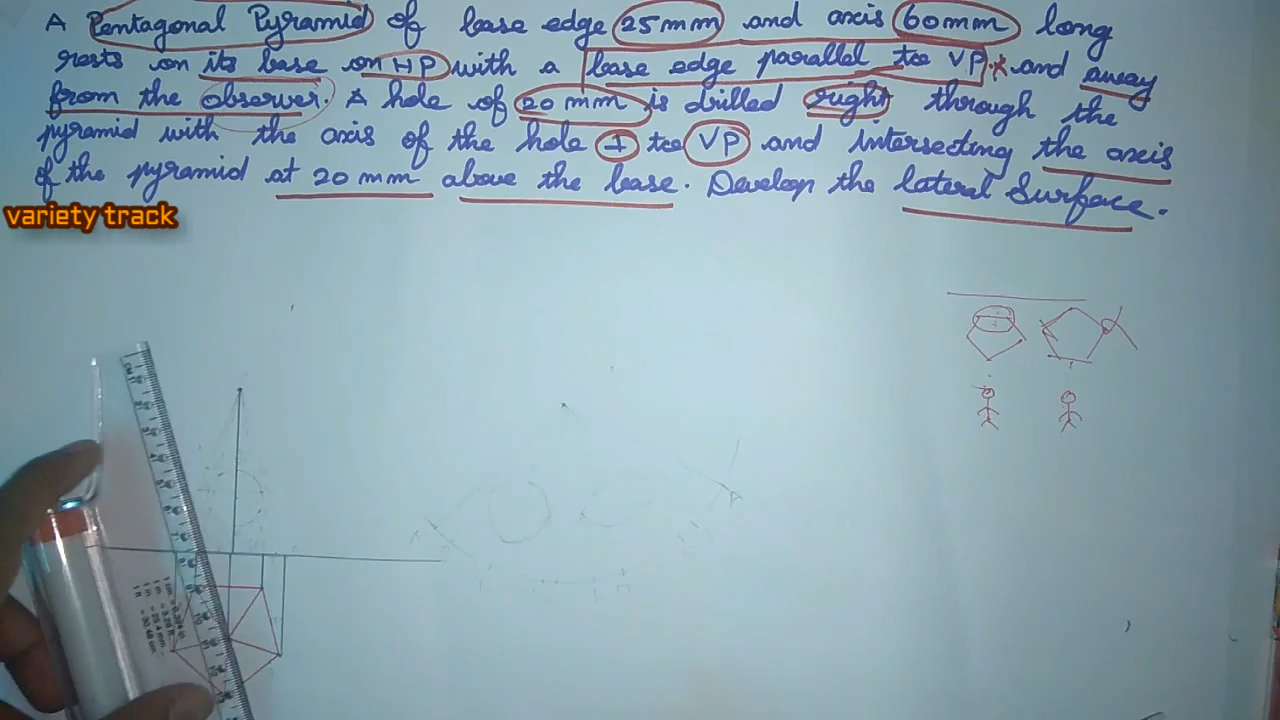 A Pentagonal Pyramid of base edge 25mm and axis 60mm long
rests on its base on HP with a base edge parallel to VP. and away
from the observer. A hole of 20 mm is drilled right through the
pyramid with the axis of the hole ⊥ to VP and intersecting the axis
of the pyramid at 20 mm above the base. Develop the lateral Surface.
variety track